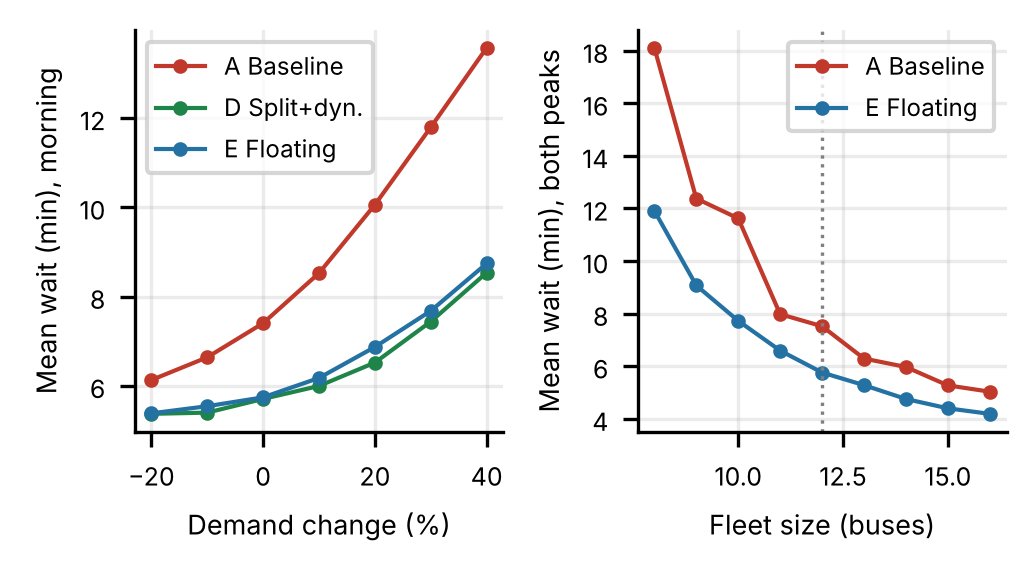 Mean wait (min), morning
12
10
8
6
A Baseline
D Split+dyn.
E Floating
−20
0
20
40
Demand change (%)
Mean wait (min), both peaks
18
16
14
12
10
8
6
4
A Baseline
E Floating
10.0
12.5
15.0
Fleet size (buses)